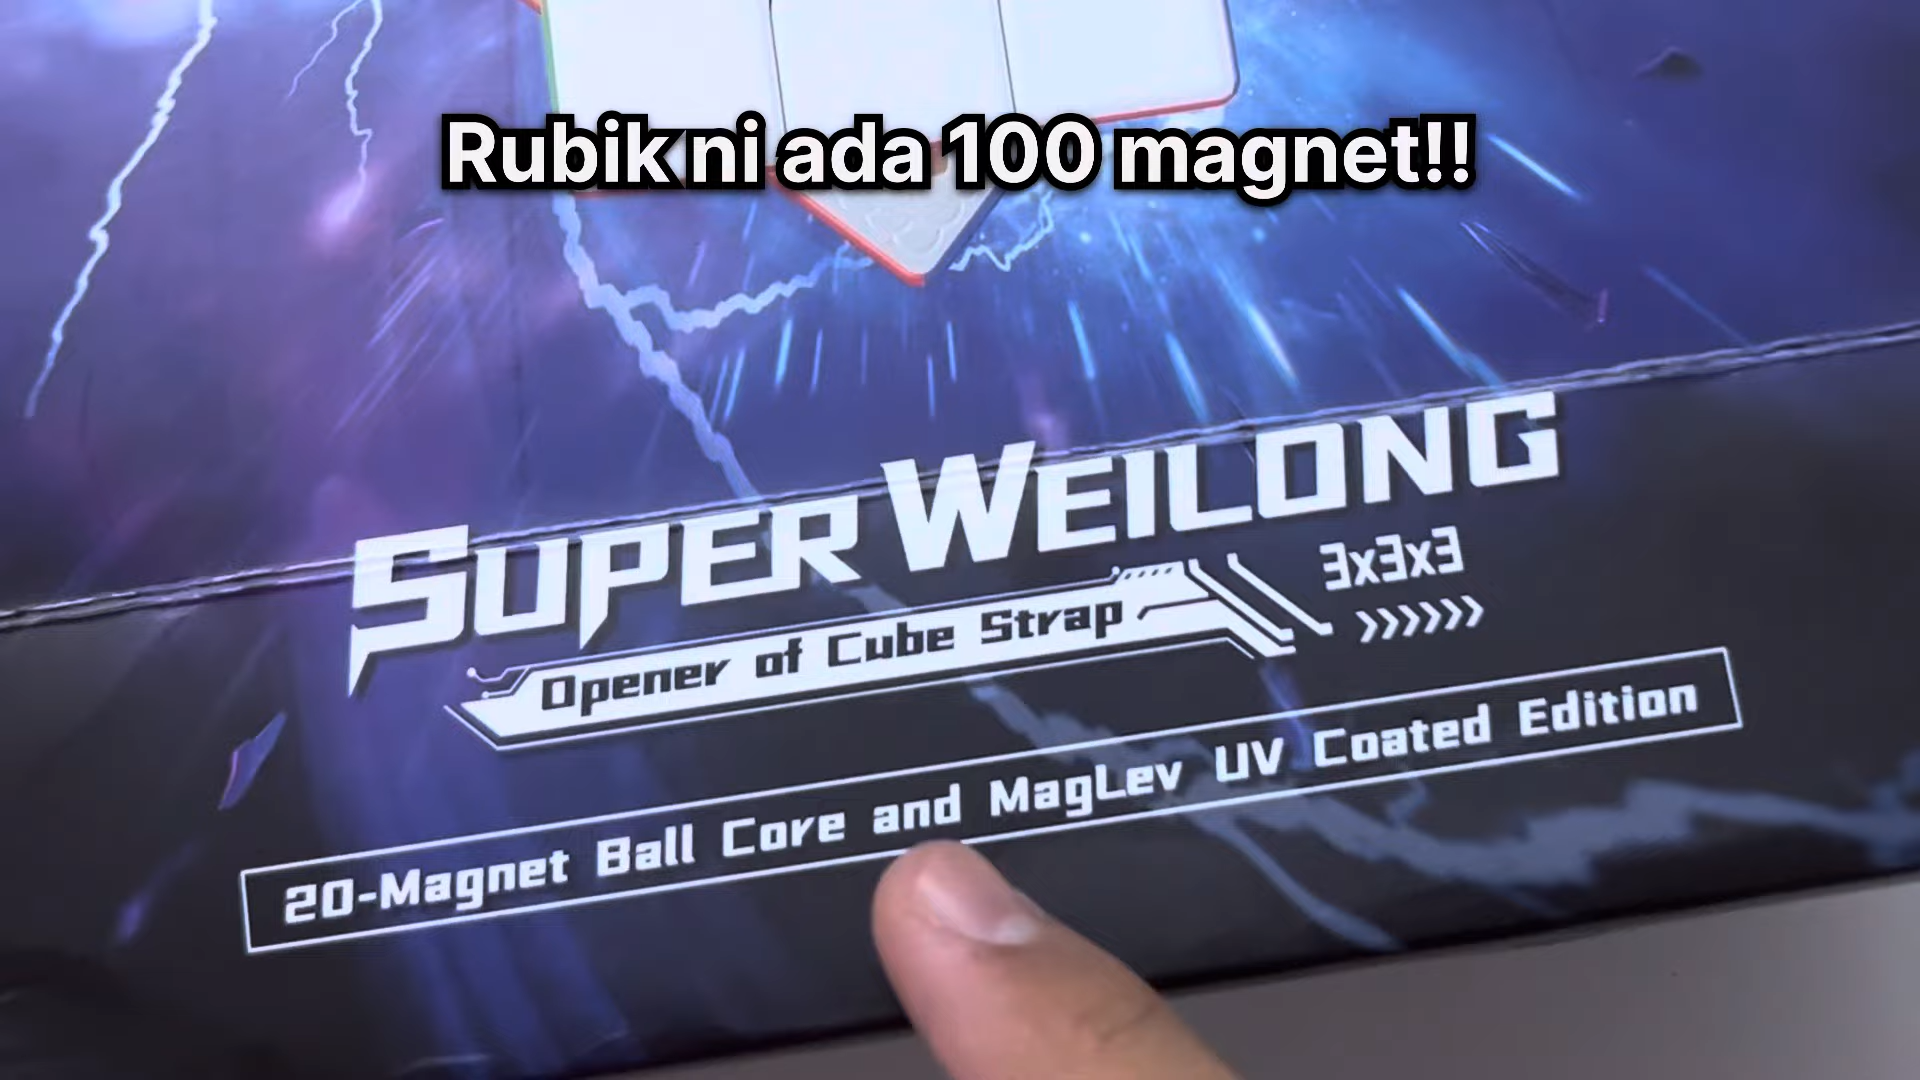 Rubik ni ada 100 magnet!!
SUPER WEILONG
3x3x3
Opener of Cube Strap
20-Magnet Ball Core and MagLev UV Coated Edition